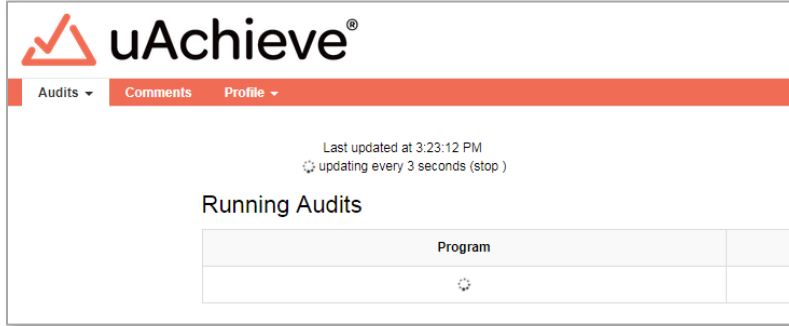 uAchieve®
Audits Comments Profile
Last updated at 3:23:12 PM
updating every 3 seconds (stop )
Running Audits
Program